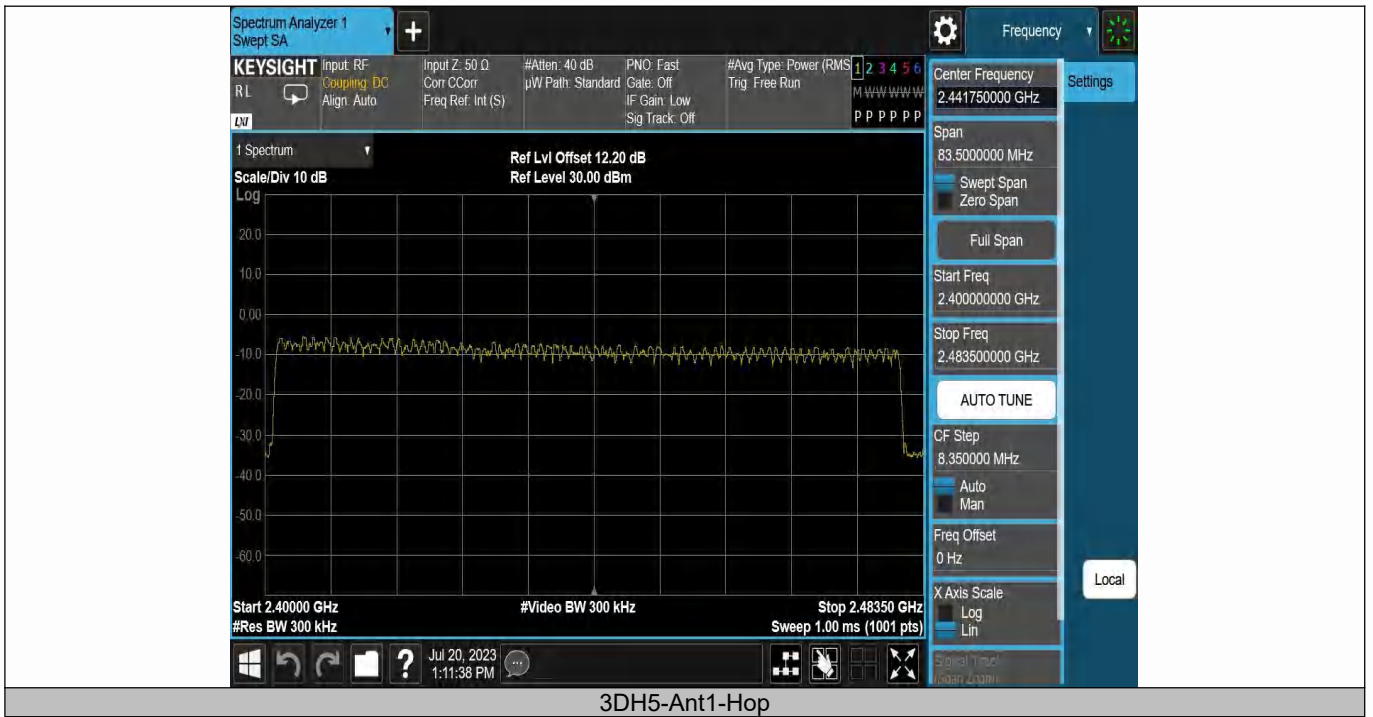 Spectrum Analyzer 1
Swept SA
+
Frequency
KEYSIGHT
RL
LXI
Input: RF
Coupling: DC
Align: Auto
Input Z: 50 Ω
Corr CCorr
Freq Ref: Int (S)
#Atten: 40 dB
µW Path: Standard
PNO: Fast
Gate: Off
IF Gain: Low
Sig Track: Off
#Avg Type: Power (RMS
Trig: Free Run
1 2 3 4 5 6
M W W W W W
P P P P P P
1 Spectrum
Scale/Div 10 dB
Ref Lvl Offset 12.20 dB
Ref Level 30.00 dBm
Log
20.0
10.0
0.00
-10.0
-20.0
-30.0
-40.0
-50.0
-60.0
Start 2.40000 GHz
#Res BW 300 kHz
#Video BW 300 kHz
Stop 2.48350 GHz
Sweep 1.00 ms (1001 pts)
Center Frequency
2.441750000 GHz
Settings
Span
83.5000000 MHz
Swept Span
Zero Span
Full Span
Start Freq
2.400000000 GHz
Stop Freq
2.483500000 GHz
AUTO TUNE
CF Step
8.350000 MHz
Auto
Man
Freq Offset
0 Hz
X Axis Scale
Log
Lin
Signal Track
(Span Zoom)
Local
?
Jul 20, 2023
1:11:38 PM
3DH5-Ant1-Hop